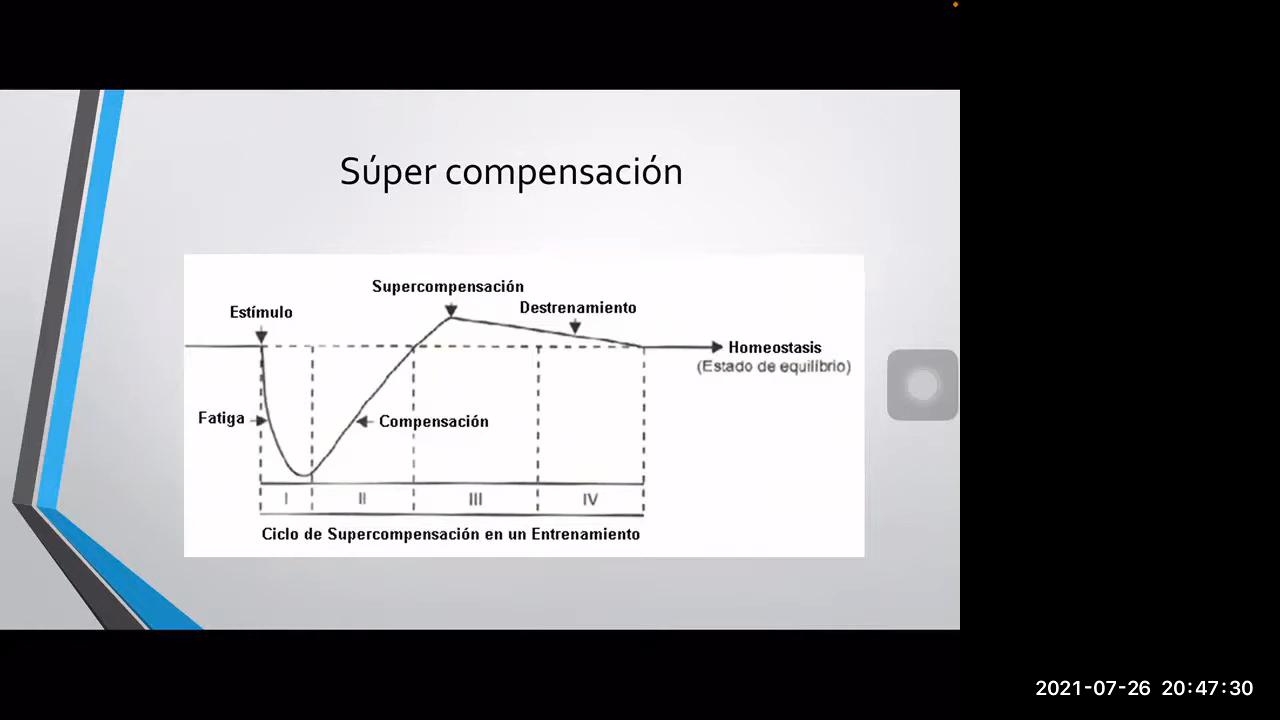 Súper compensación
Supercompensación
Estímulo
Destrenamiento
Homeostasis
(Estado de equilíbrio)
Fatiga
Compensación
I II III IV
Ciclo de Supercompensación en un Entrenamiento
2021-07-26 20:47:30